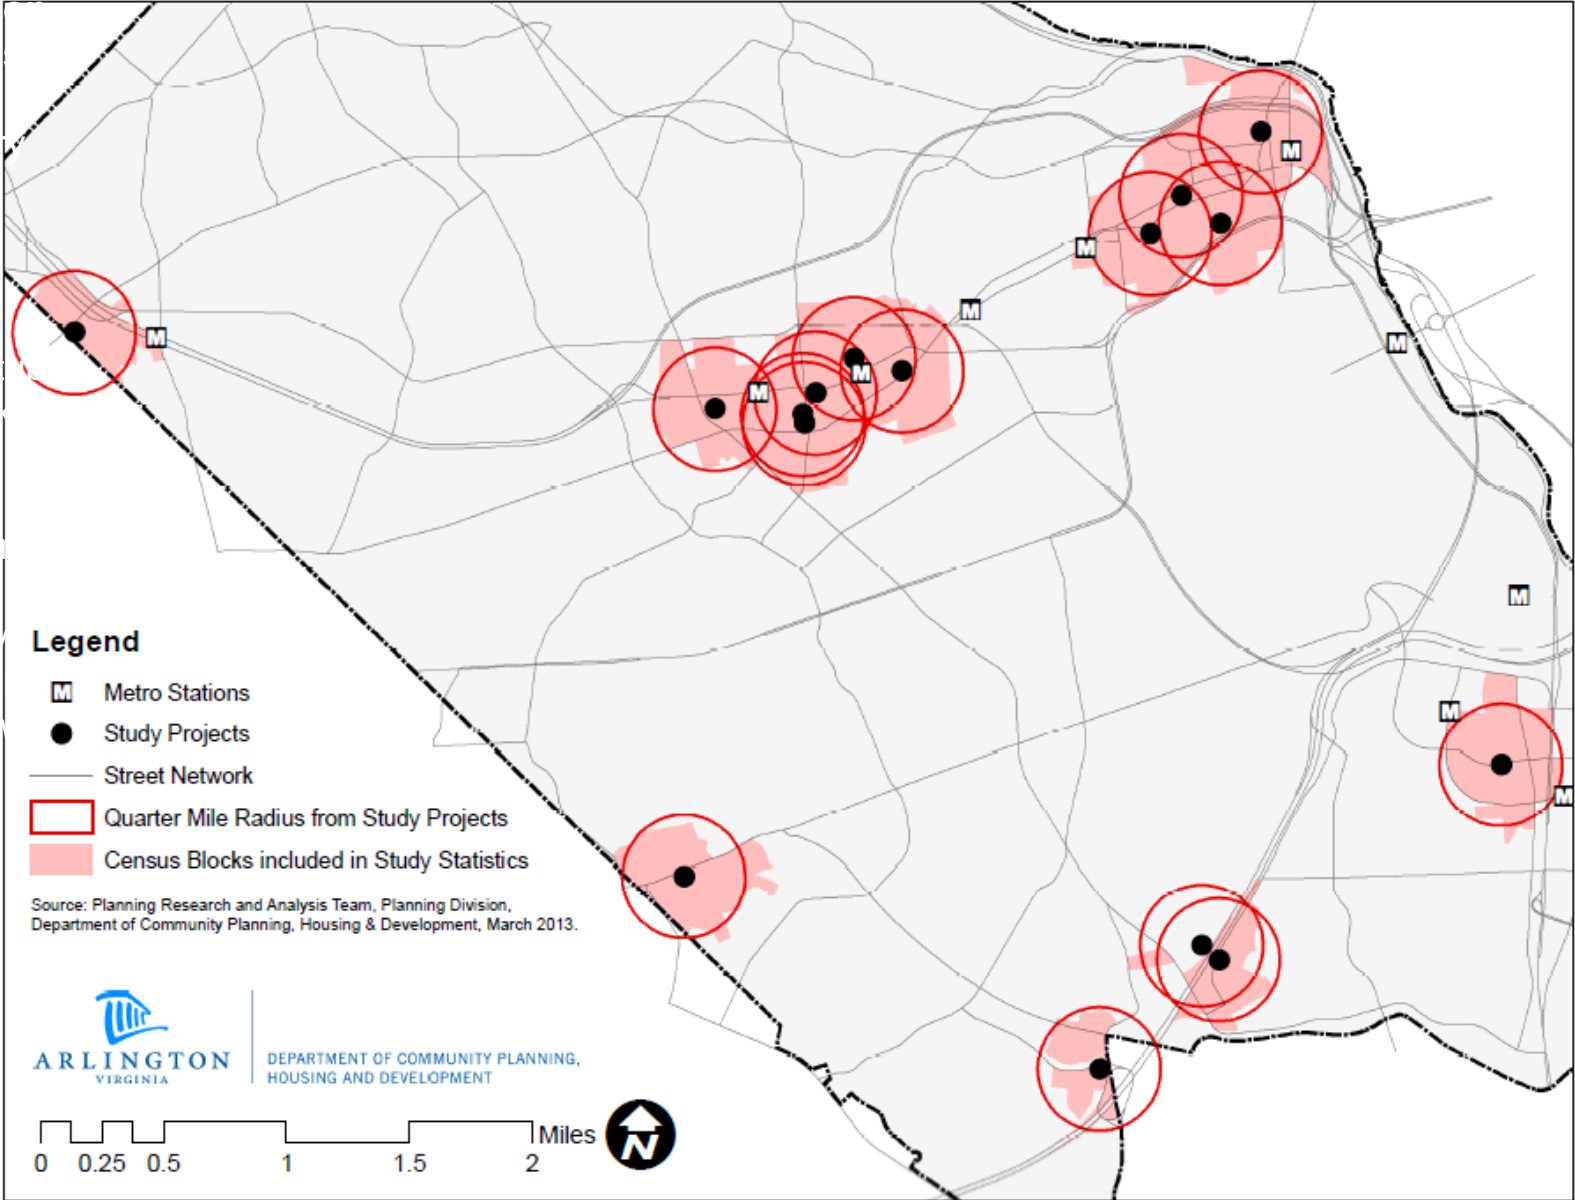 M
M
M
M
M
M
M
M
M
M
Legend
M Metro Stations
Study Projects
Street Network
Quarter Mile Radius from Study Projects
Census Blocks included in Study Statistics
Source: Planning Research and Analysis Team, Planning Division,
Department of Community Planning, Housing & Development, March 2013.
ARLINGTON
VIRGINIA
DEPARTMENT OF COMMUNITY PLANNING,
HOUSING AND DEVELOPMENT
Miles
N
0 0.25 0.5 1 1.5 2